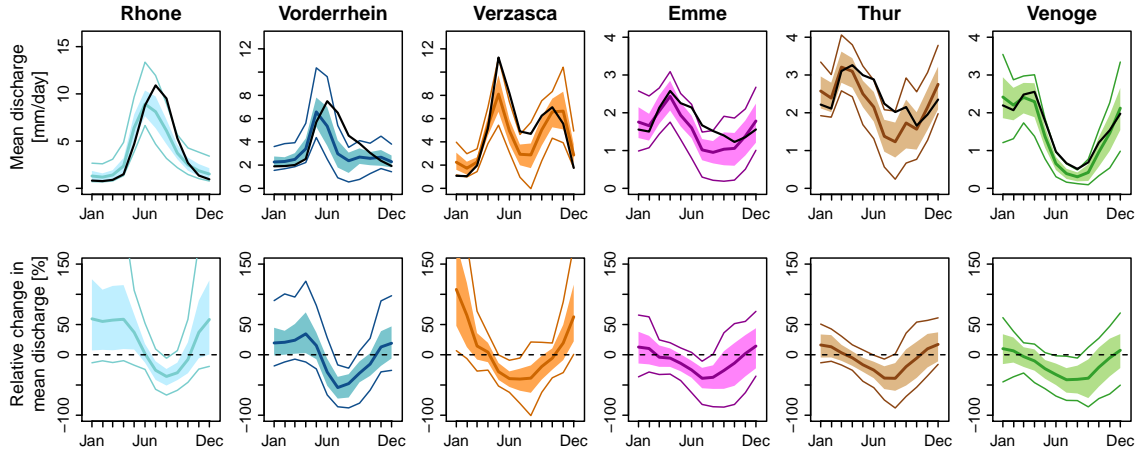 Rhone Vorderrhein Verzasca Emme Thur Venoge
Mean discharge
[mm/day]
0 5 10 15
0 2 4 6 8 10 12
0 2 4 6 8 10 12
0 1 2 3 4
0 1 2 3 4
0 1 2 3 4
Jan Jun Dec Jan Jun Dec Jan Jun Dec Jan Jun Dec Jan Jun Dec Jan Jun Dec
Relative change in
mean discharge [%]
−100 0 50 150
−100 0 50 150
−100 0 50 150
−100 0 50 150
−100 0 50 150
−100 0 50 150
Jan Jun Dec Jan Jun Dec Jan Jun Dec Jan Jun Dec Jan Jun Dec Jan Jun Dec